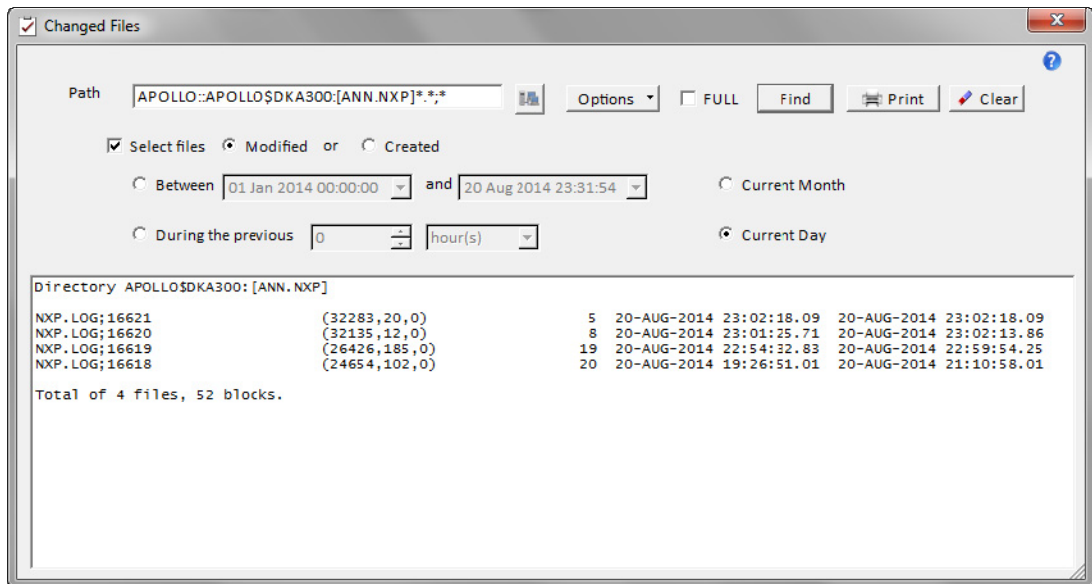 Changed Files
Path APOLLO::APOLLO$DKA300:[ANN.NXP]*.*;* Options FULL Find Print Clear
Select files Modified or Created
Between 01 Jan 2014 00:00:00 and 20 Aug 2014 23:31:54 Current Month
During the previous 0 hour(s) Current Day
Directory APOLLO$DKA300:[ANN.NXP]
NXP.LOG;16621 (32283,20,0) 5 20-AUG-2014 23:02:18.09 20-AUG-2014 23:02:18.09
NXP.LOG;16620 (32135,12,0) 8 20-AUG-2014 23:01:25.71 20-AUG-2014 23:02:13.86
NXP.LOG;16619 (26426,185,0) 19 20-AUG-2014 22:54:32.83 20-AUG-2014 22:59:54.25
NXP.LOG;16618 (24654,102,0) 20 20-AUG-2014 19:26:51.01 20-AUG-2014 21:10:58.01
Total of 4 files, 52 blocks.